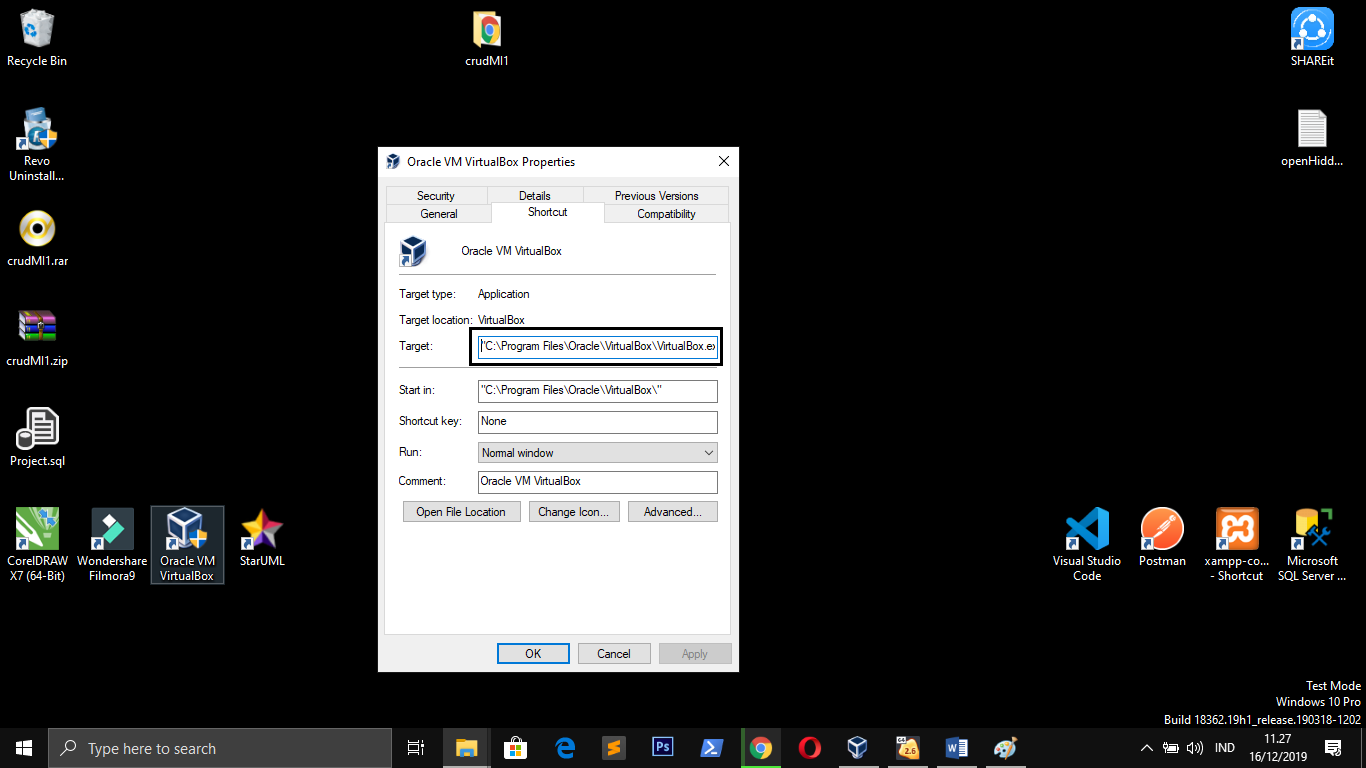 Recycle Bin
crudMI1
SHAREit
Revo
Uninstall...
openHidd...
crudMI1.rar
crudMI1.zip
Project.sql
CorelDRAW
X7 (64-Bit)
Wondershare
Filmora9
Oracle VM
VirtualBox
StarUML
Oracle VM VirtualBox Properties
Security
Details
Previous Versions
General
Shortcut
Compatibility
Oracle VM VirtualBox
Target type: Application
Target location: VirtualBox
Target: "C:\Program Files\Oracle\VirtualBox\VirtualBox.ex
Start in: "C:\Program Files\Oracle\VirtualBox\"
Shortcut key: None
Run: Normal window
Comment: Oracle VM VirtualBox
Open File Location
Change Icon...
Advanced...
OK
Cancel
Apply
Visual Studio
Code
Postman
xampp-co...
- Shortcut
Microsoft
SQL Server ...
Test Mode
Windows 10 Pro
Build 18362.19h1_release.190318-1202
Type here to search
Ps
2.6
IND
11.27
16/12/2019